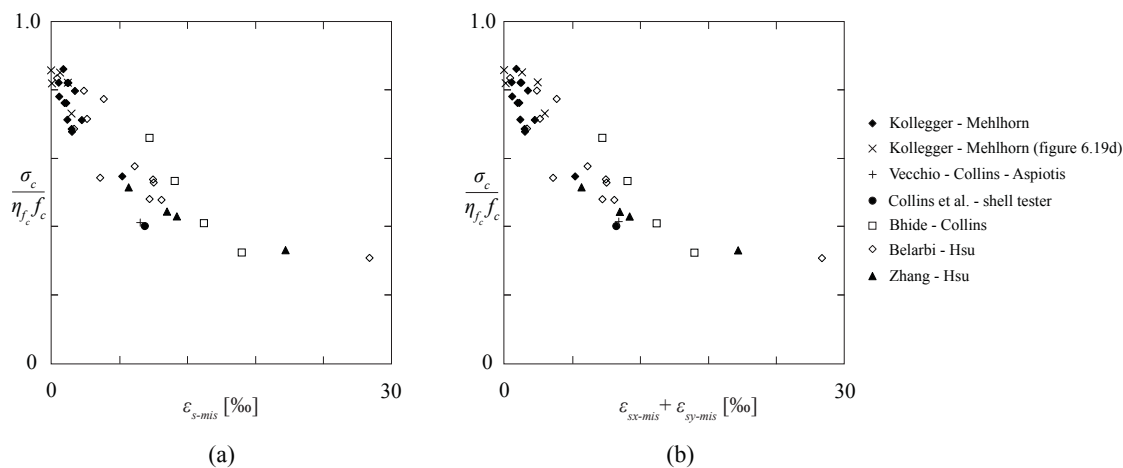 1.0
σc
ηfc fc
0
0
30
εs-mis [‰]
(a)
1.0
σc
ηfc fc
0
0
30
εsx-mis + εsy-mis [‰]
(b)
Kollegger - Mehlhorn
Kollegger - Mehlhorn (figure 6.19d)
Vecchio - Collins - Aspiotis
Collins et al. - shell tester
Bhide - Collins
Belarbi - Hsu
Zhang - Hsu